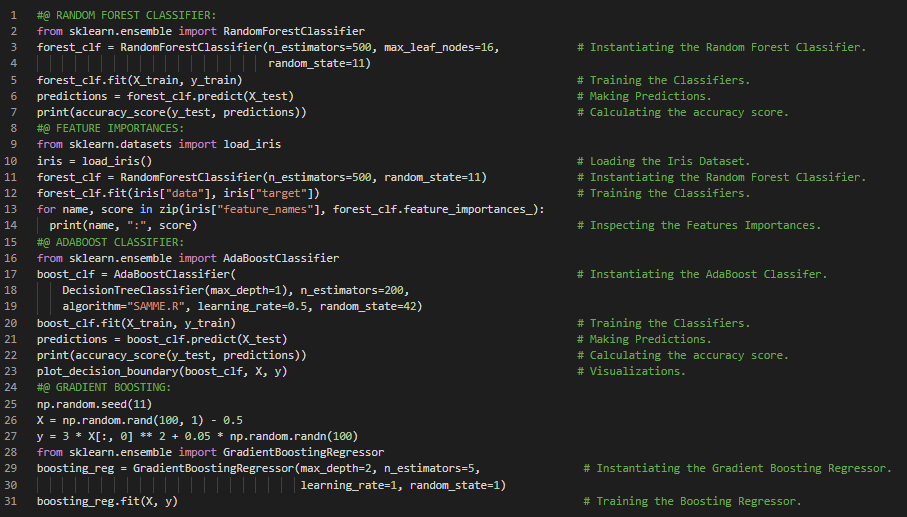 1 #@ RANDOM FOREST CLASSIFIER:
2 from sklearn.ensemble import RandomForestClassifier
3 forest_clf = RandomForestClassifier(n_estimators=500, max_leaf_nodes=16, # Instantiating the Random Forest Classifier.
4 random_state=11)
5 forest_clf.fit(X_train, y_train) # Training the Classifiers.
6 predictions = forest_clf.predict(X_test) # Making Predictions.
7 print(accuracy_score(y_test, predictions)) # Calculating the accuracy score.
8 #@ FEATURE IMPORTANCES:
9 from sklearn.datasets import load_iris
10 iris = load_iris() # Loading the Iris Dataset.
11 forest_clf = RandomForestClassifier(n_estimators=500, random_state=11) # Instantiating the Random Forest Classifier.
12 forest_clf.fit(iris["data"], iris["target"]) # Training the Classifiers.
13 for name, score in zip(iris["feature_names"], forest_clf.feature_importances_):
14 print(name, ":", score) # Inspecting the Features Importances.
15 #@ ADABOOST CLASSIFIER:
16 from sklearn.ensemble import AdaBoostClassifier
17 boost_clf = AdaBoostClassifier( # Instantiating the AdaBoost Classifer.
18 DecisionTreeClassifier(max_depth=1), n_estimators=200,
19 algorithm="SAMME.R", learning_rate=0.5, random_state=42)
20 boost_clf.fit(X_train, y_train) # Training the Classifiers.
21 predictions = boost_clf.predict(X_test) # Making Predictions.
22 print(accuracy_score(y_test, predictions)) # Calculating the accuracy score.
23 plot_decision_boundary(boost_clf, X, y) # Visualizations.
24 #@ GRADIENT BOOSTING:
25 np.random.seed(11)
26 X = np.random.rand(100, 1) - 0.5
27 y = 3 * X[:, 0] ** 2 + 0.05 * np.random.randn(100)
28 from sklearn.ensemble import GradientBoostingRegressor
29 boosting_reg = GradientBoostingRegressor(max_depth=2, n_estimators=5, # Instantiating the Gradient Boosting Regressor.
30 learning_rate=1, random_state=1)
31 boosting_reg.fit(X, y) # Training the Boosting Regressor.